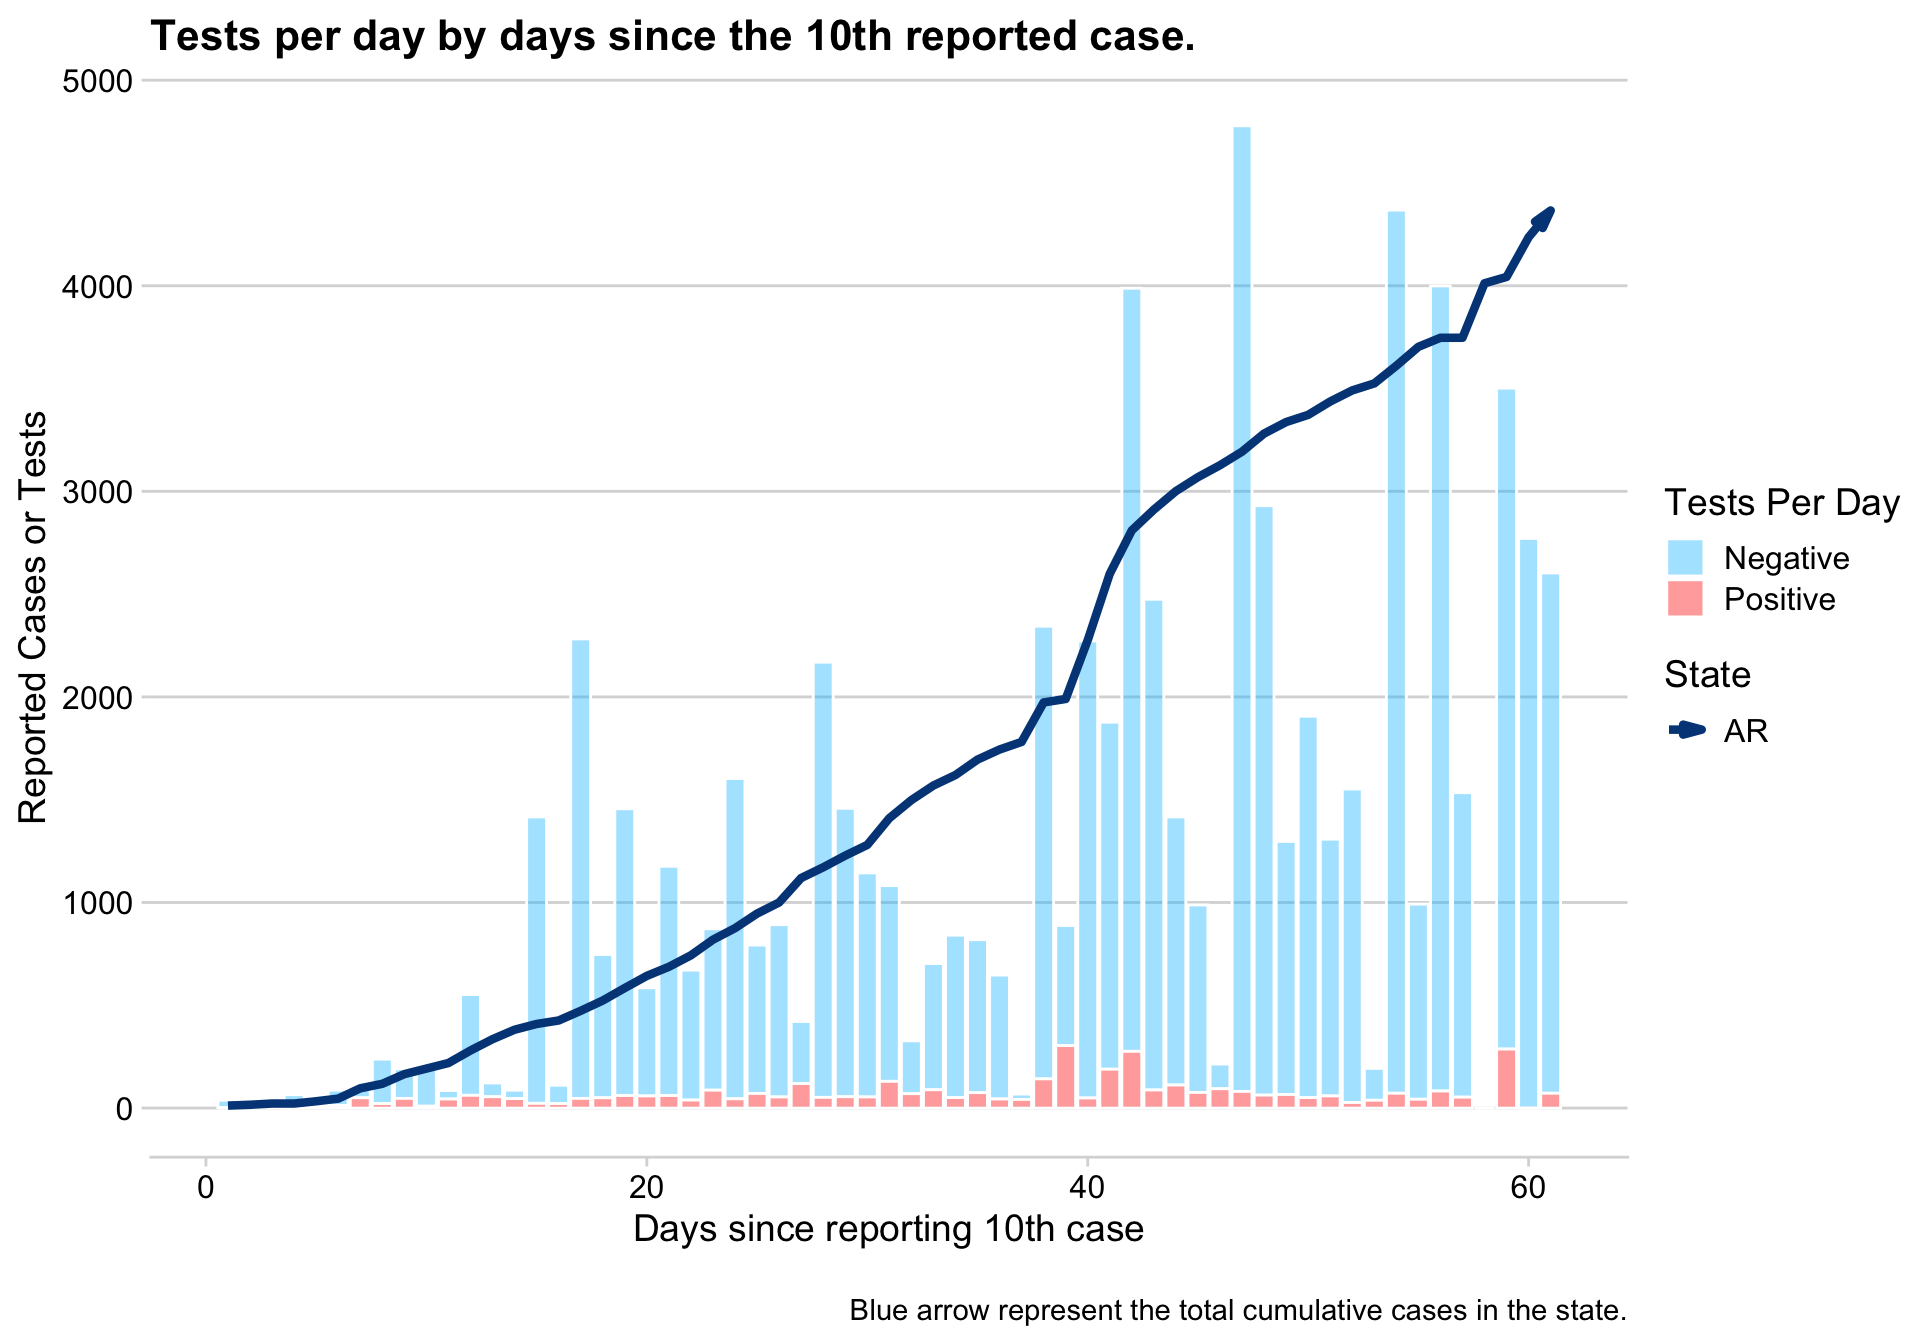 Tests per day by days since the 10th reported case.
5000
4000
3000
2000
1000
0
Reported Cases or Tests
0
20
40
60
Days since reporting 10th case
Tests Per Day
Negative
Positive
State
AR
Blue arrow represent the total cumulative cases in the state.